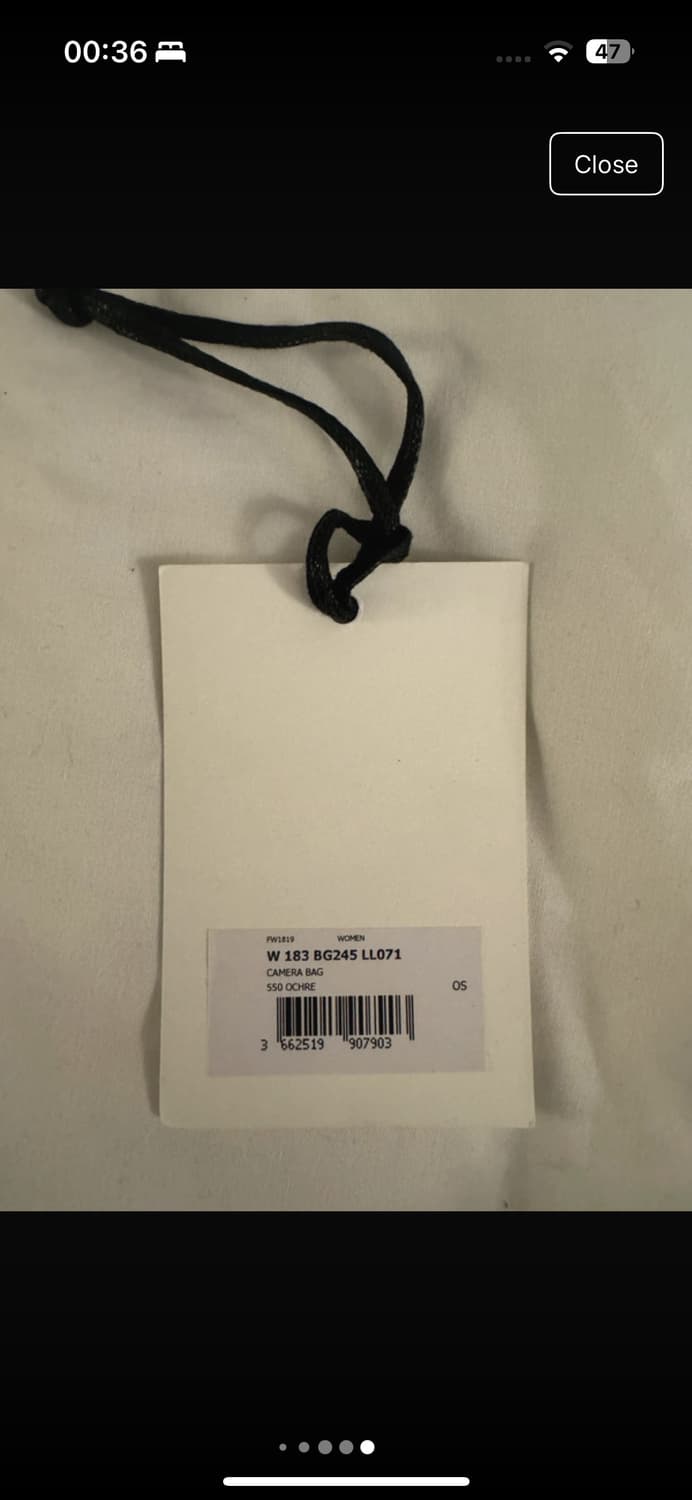 00:36
47
Close
FW1819 WOMEN
W 183 BG245 LL071
CAMERA BAG
550 OCHRE OS
3 662519 907903